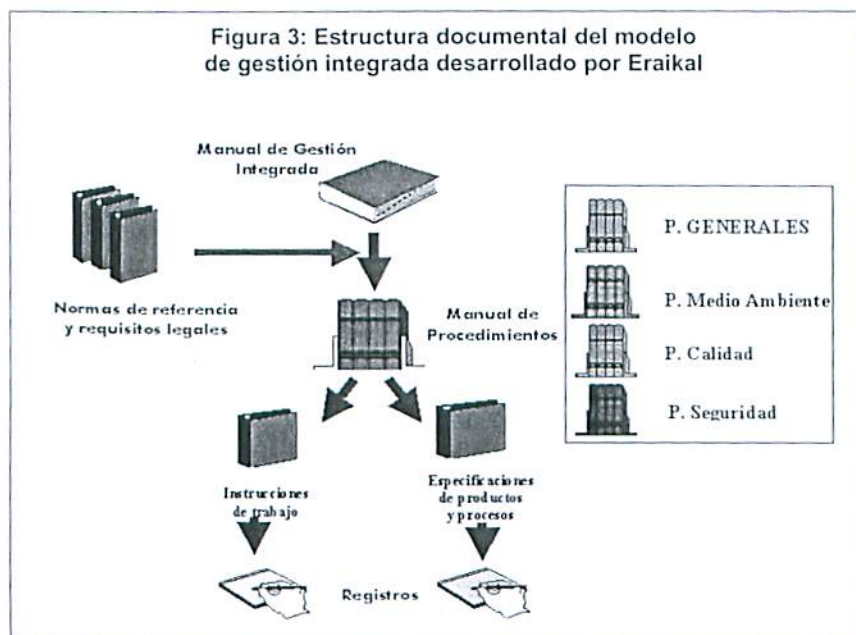 Figura 3: Estructura documental del modelo
de gestión integrada desarrollado por Eraikal
Manual de Gestión
Integrada
Normas de referencia
y requisitos legales
Manual de
Procedimientos
Instrucciones
de trabajo
Especificaciones
de productos
y procesos
Registros
P. GENERALES
P. Medio Ambiente
P. Calidad
P. Seguridad